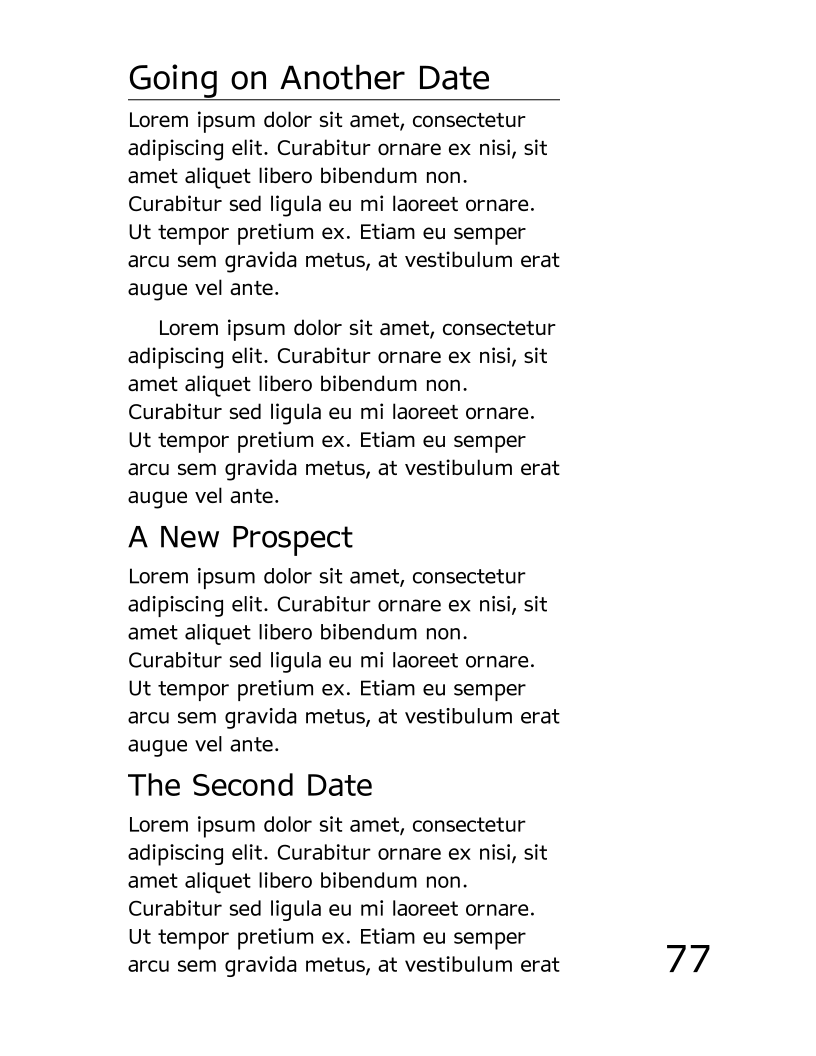 Going on Another Date
Lorem ipsum dolor sit amet, consectetur
adipiscing elit. Curabitur ornare ex nisi, sit
amet aliquet libero bibendum non.
Curabitur sed ligula eu mi laoreet ornare.
Ut tempor pretium ex. Etiam eu semper
arcu sem gravida metus, at vestibulum erat
augue vel ante.
Lorem ipsum dolor sit amet, consectetur
adipiscing elit. Curabitur ornare ex nisi, sit
amet aliquet libero bibendum non.
Curabitur sed ligula eu mi laoreet ornare.
Ut tempor pretium ex. Etiam eu semper
arcu sem gravida metus, at vestibulum erat
augue vel ante.
A New Prospect
Lorem ipsum dolor sit amet, consectetur
adipiscing elit. Curabitur ornare ex nisi, sit
amet aliquet libero bibendum non.
Curabitur sed ligula eu mi laoreet ornare.
Ut tempor pretium ex. Etiam eu semper
arcu sem gravida metus, at vestibulum erat
augue vel ante.
The Second Date
Lorem ipsum dolor sit amet, consectetur
adipiscing elit. Curabitur ornare ex nisi, sit
amet aliquet libero bibendum non.
Curabitur sed ligula eu mi laoreet ornare.
Ut tempor pretium ex. Etiam eu semper
arcu sem gravida metus, at vestibulum erat
77